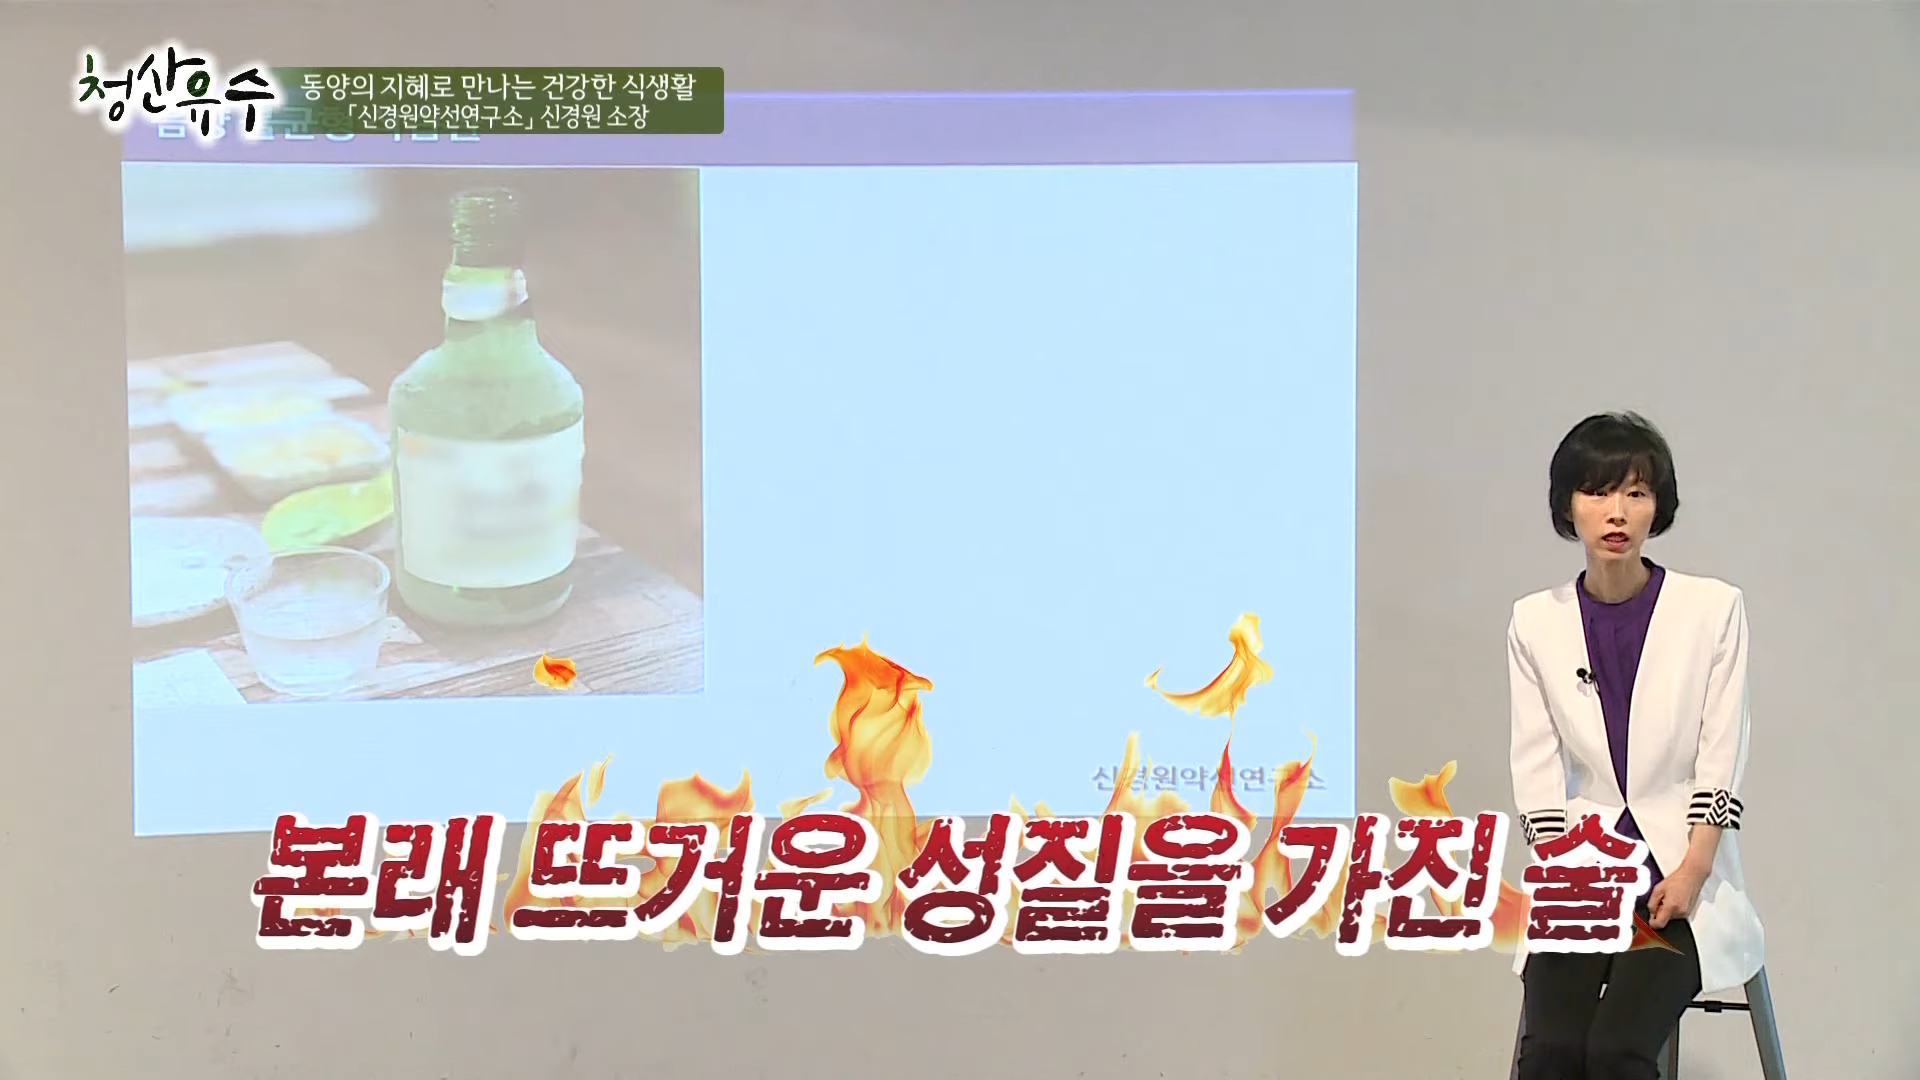 청산유수
동양의 지혜로 만나는 건강한 식생활
「신경원약선연구소」 신경원 소장
신경원약선연구소
본래 뜨거운 성질을 가진 술